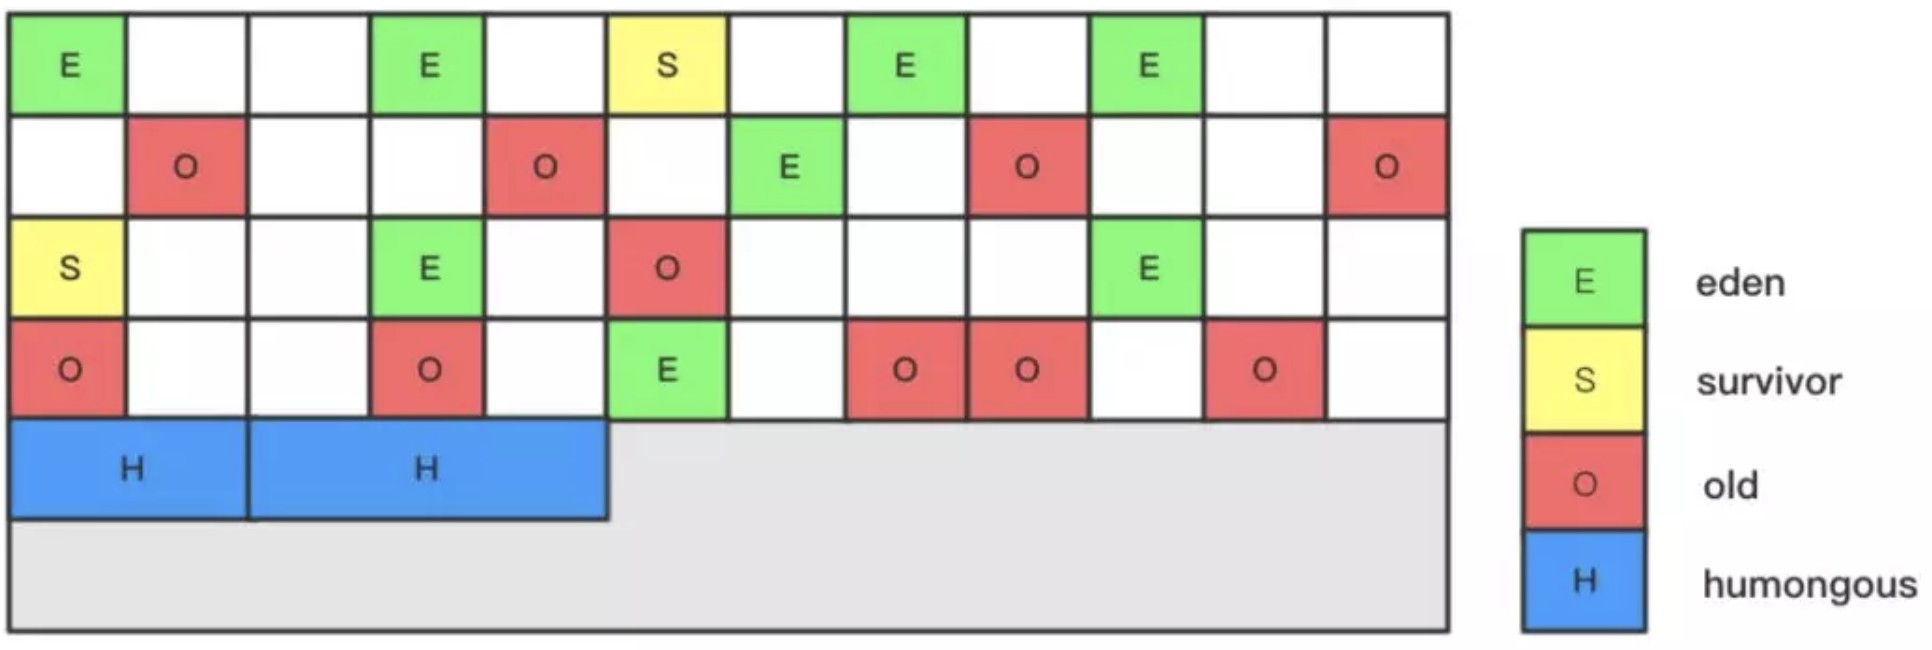 E E S E E
O O E O O
S E O E
O O E O O O
H H
E eden
S survivor
O old
H humongous